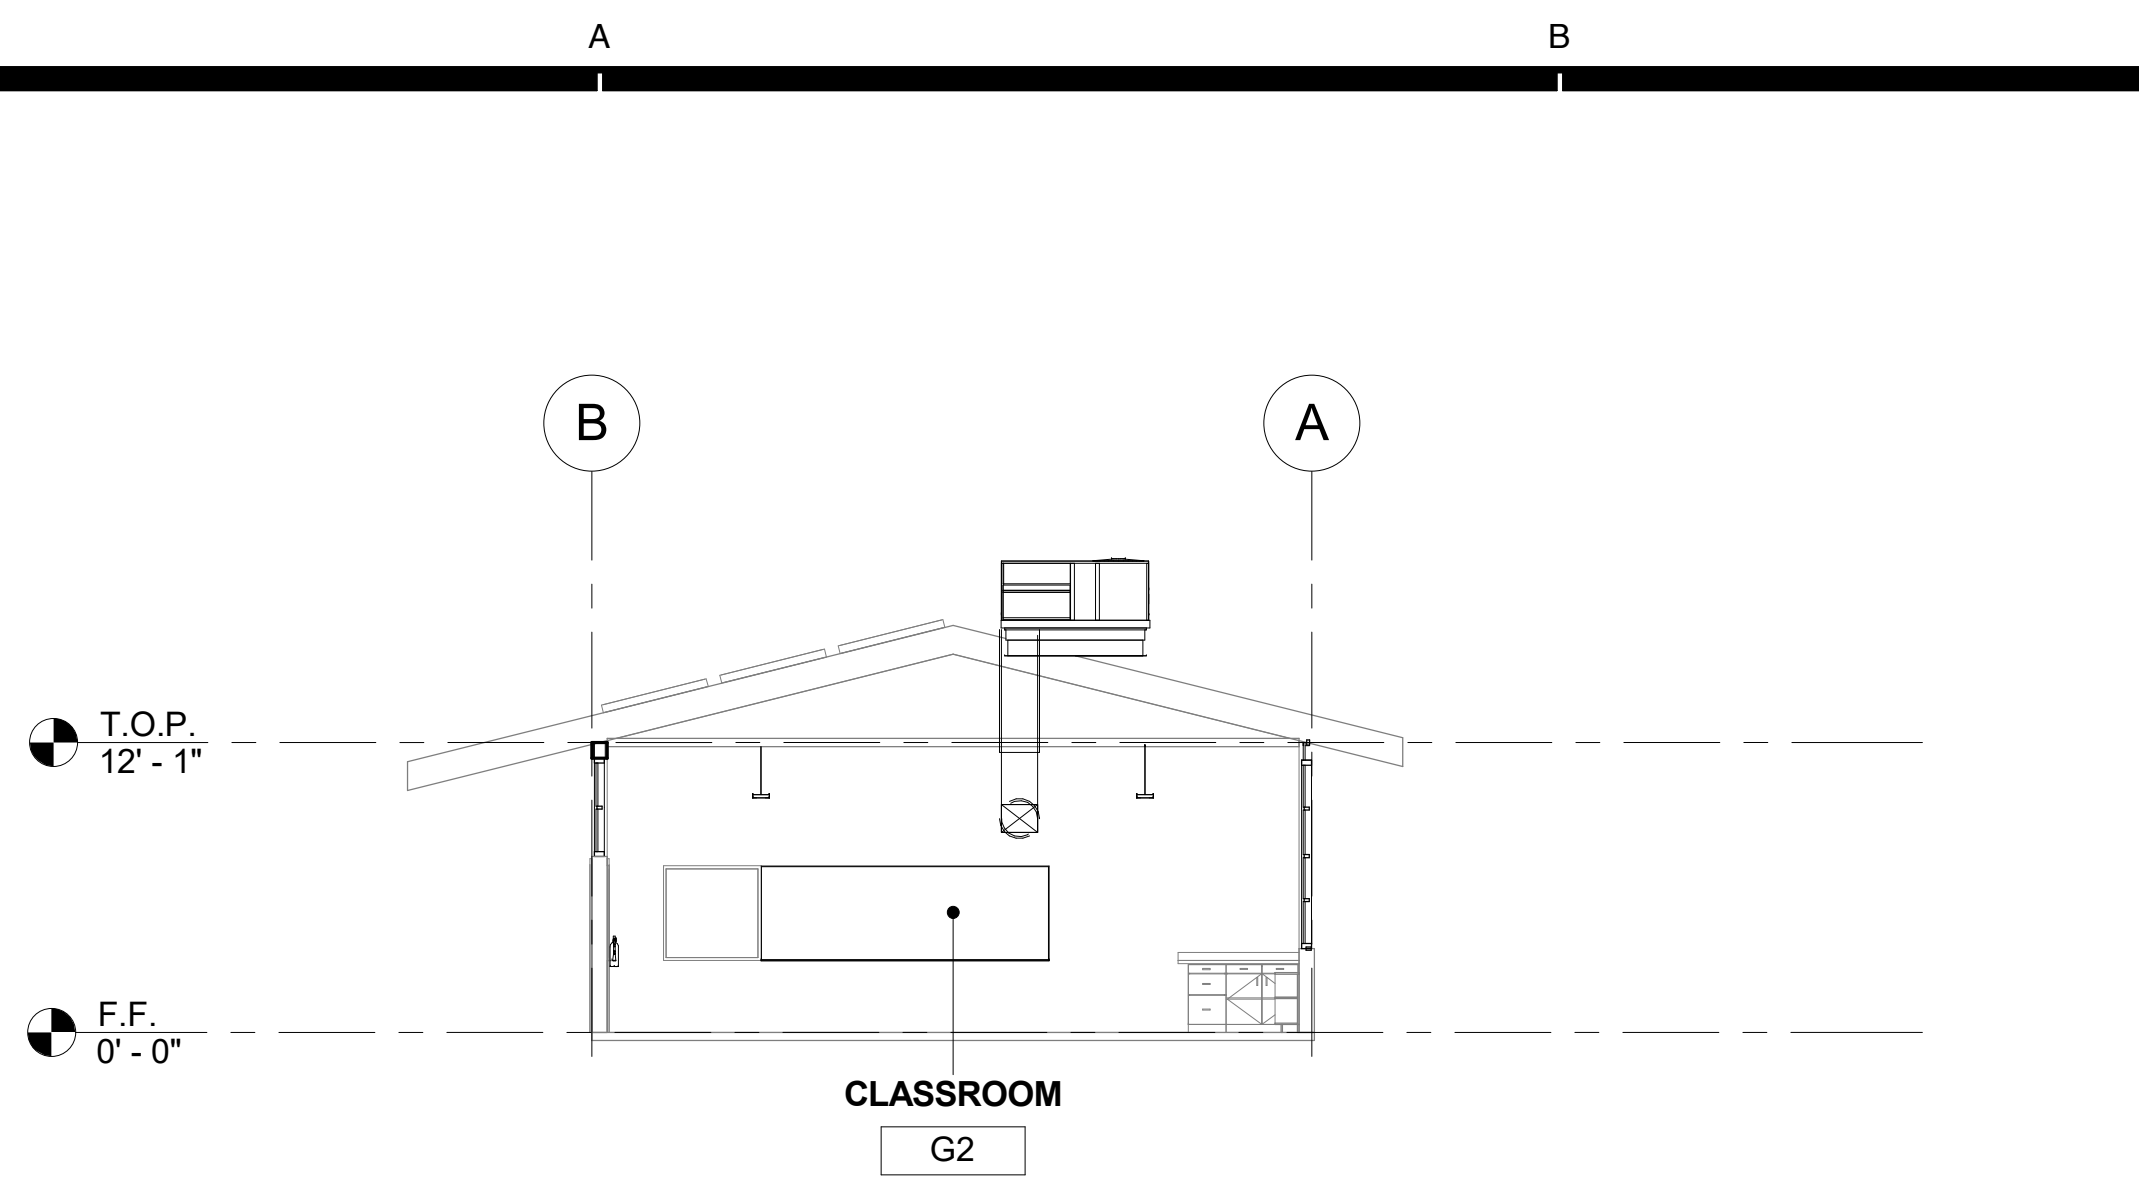 A
B
B
A
T.O.P.
12' - 1"
F.F.
0' - 0"
CLASSROOM
G2